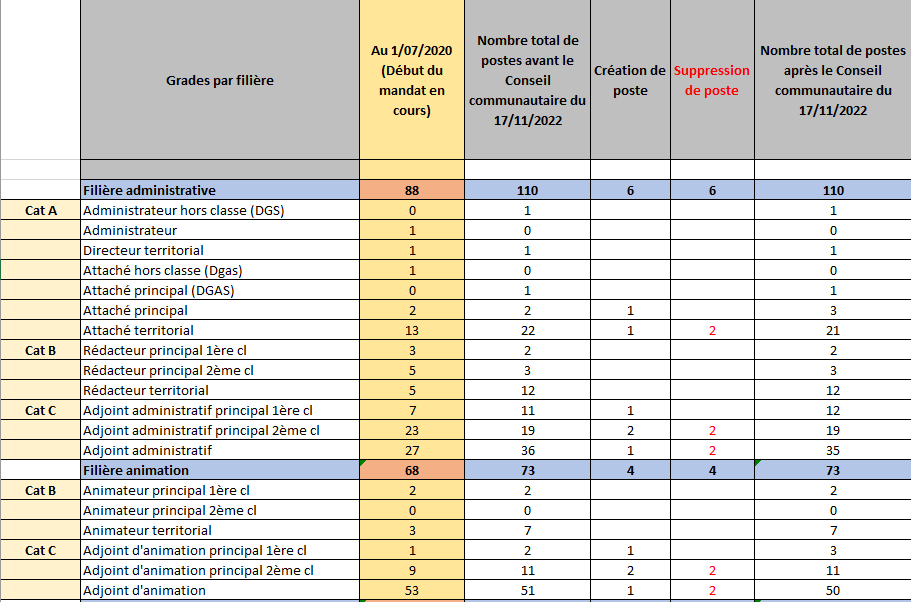 Grades par filière | Au 1/07/2020 (Début du mandat en cours) | Nombre total de postes avant le Conseil communautaire du 17/11/2022 | Création de poste | Suppression de poste | Nombre total de postes après le Conseil communautaire du 17/11/2022
Filière administrative 88 110 6 6 110
Cat A Administrateur hors classe (DGS) 0 1 1
Administrateur 1 0 0
Directeur territorial 1 1 1
Attaché hors classe (Dgas) 1 0 0
Attaché principal (DGAS) 0 1 1
Attaché principal 2 2 1 3
Attaché territorial 13 22 1 2 21
Cat B Rédacteur principal 1ère cl 3 2 2
Rédacteur principal 2ème cl 5 3 3
Rédacteur territorial 5 12 12
Cat C Adjoint administratif principal 1ère cl 7 11 1 12
Adjoint administratif principal 2ème cl 23 19 2 2 19
Adjoint administratif 27 36 1 2 35
Filière animation 68 73 4 4 73
Cat B Animateur principal 1ère cl 2 2 2
Animateur principal 2ème cl 0 0 0
Animateur territorial 3 7 7
Cat C Adjoint d'animation principal 1ère cl 1 2 1 3
Adjoint d'animation principal 2ème cl 9 11 2 2 11
Adjoint d'animation 53 51 1 2 50